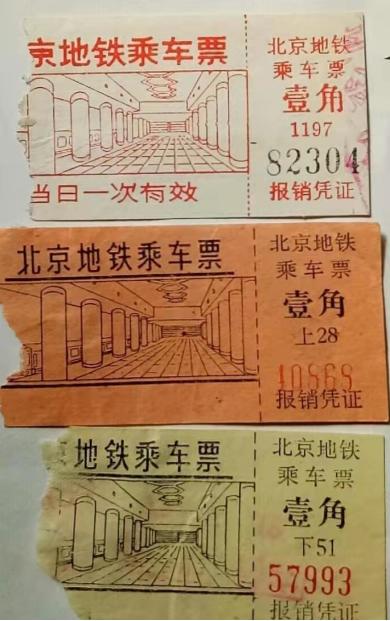 京地铁乘车票
当日一次有效
北京地铁
乘车票
壹角
1197
82304
报销凭证
北京地铁乘车票
北京地铁
乘车票
壹角
上28
10868
报销凭证
地铁乘车票
北京地铁
乘车票
壹角
下51
57993
报销凭证